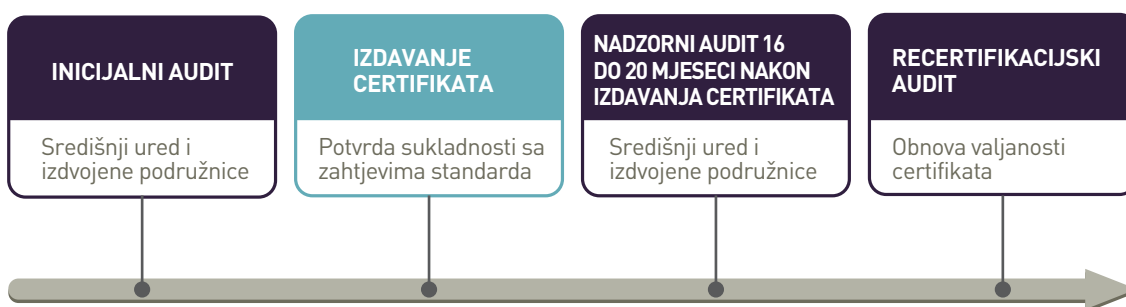 INICIJALNI AUDIT
Središnji ured i
izdvojene podružnice
IZDAVANJE
CERTIFIKATA
Potvrda sukladnosti sa
zahtjevima standarda
NADZORNI AUDIT 16
DO 20 MJESECI NAKON
IZDAVANJA CERTIFIKATA
Središnji ured i
izdvojene podružnice
RECERTIFIKACIJSKI
AUDIT
Obnova valjanosti
certifikata